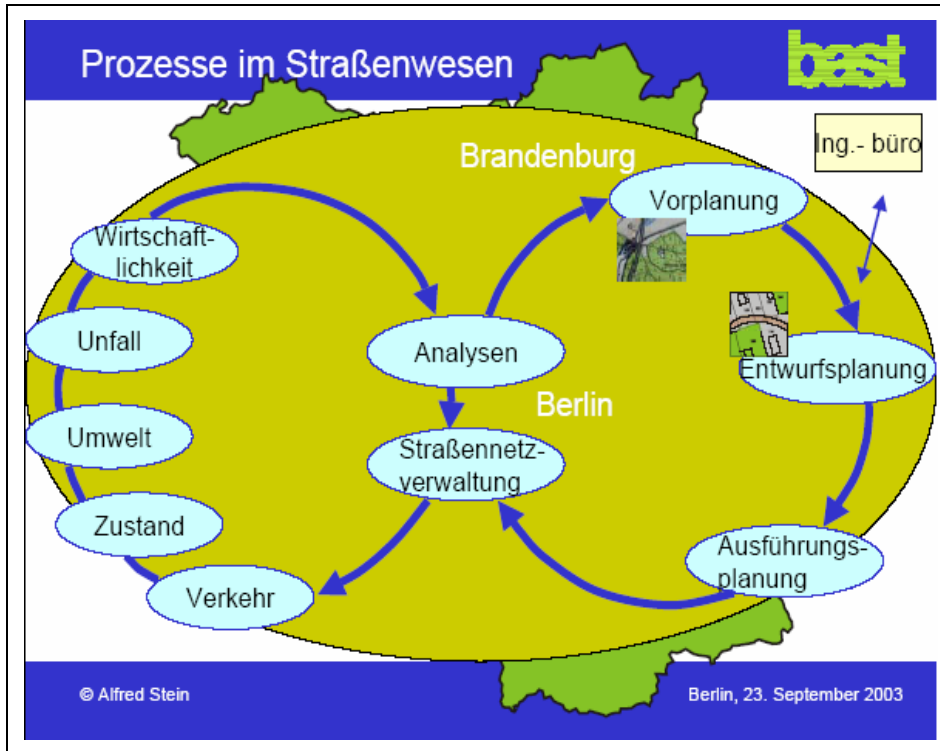 Prozesse im Straßenwesen
bast
Ing.- büro
Brandenburg
Vorplanung
Wirtschaft-
lichkeit
Unfall
Analysen
Entwurfsplanung
Berlin
Umwelt
Straßennetz-
verwaltung
Zustand
Ausführungs-
planung
Verkehr
© Alfred Stein
Berlin, 23. September 2003